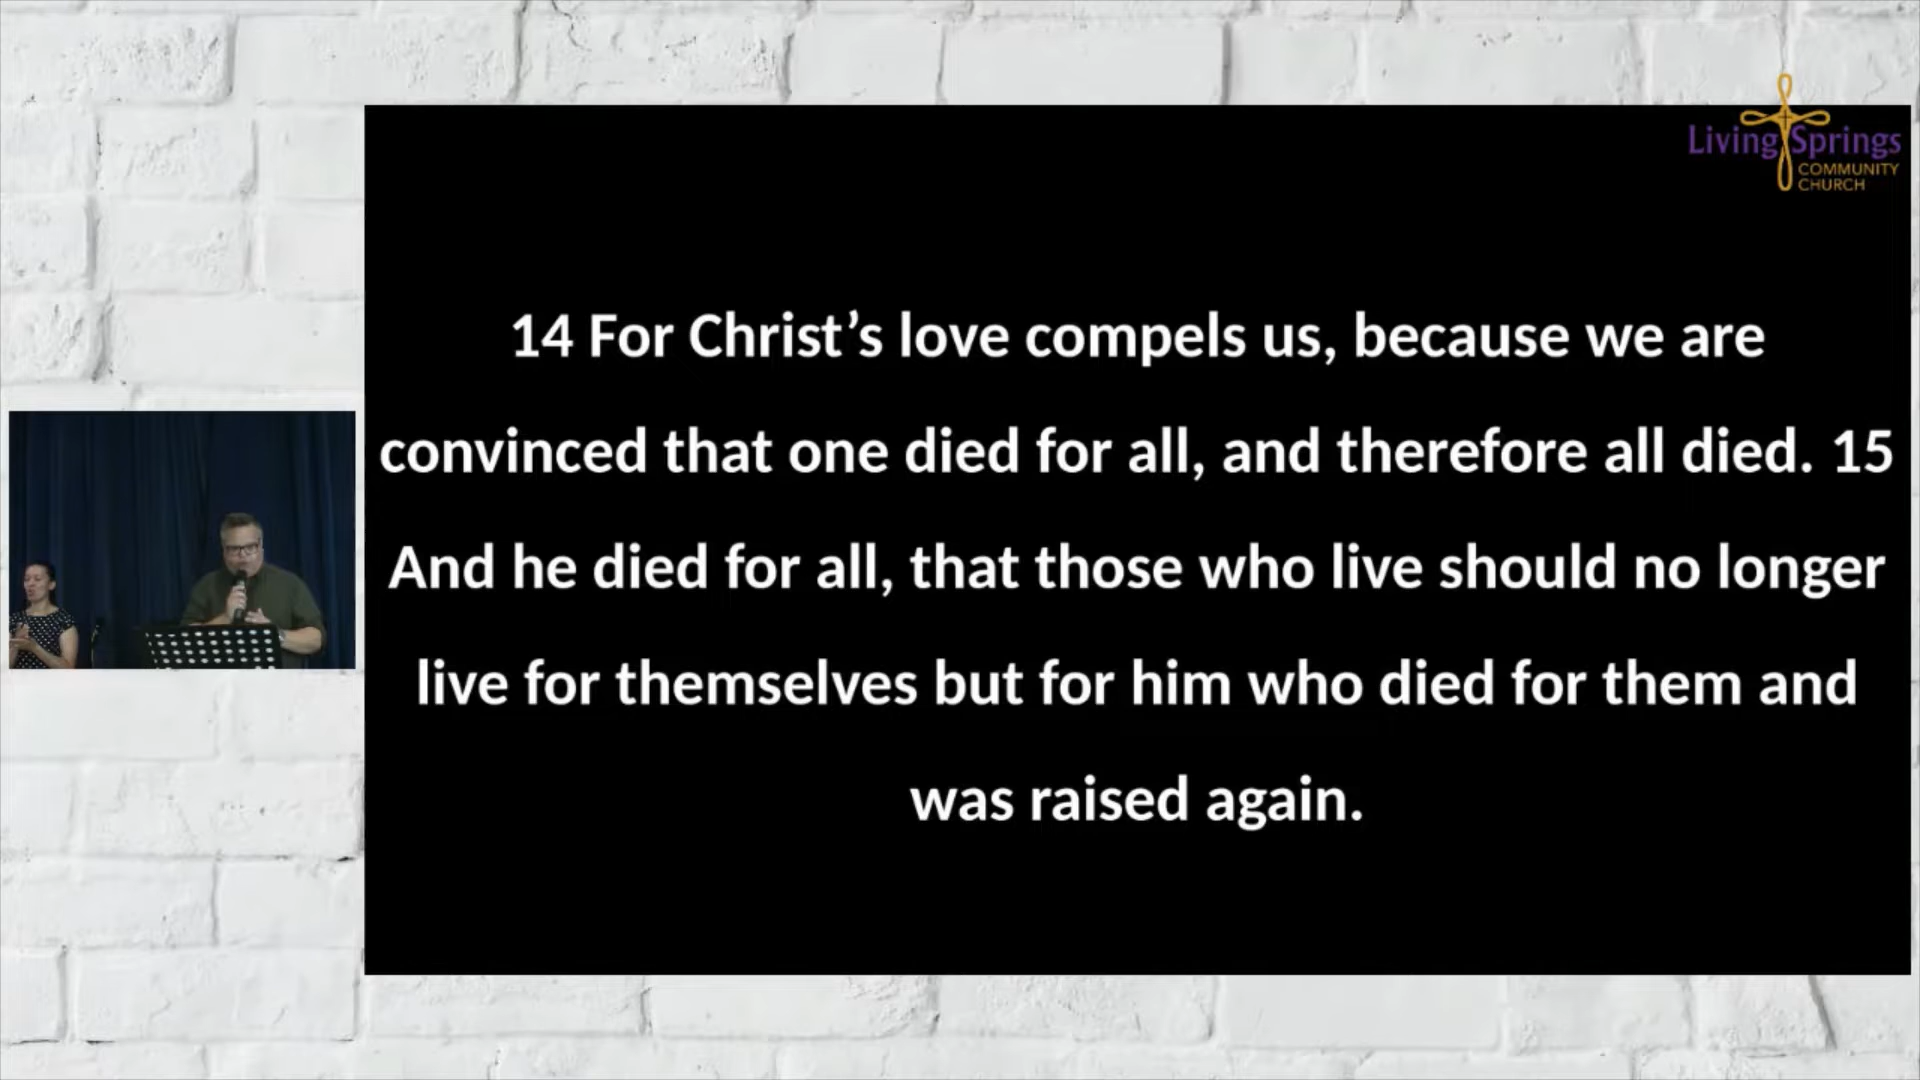 Living Springs
COMMUNITY
CHURCH
14 For Christ’s love compels us, because we are
convinced that one died for all, and therefore all died. 15
And he died for all, that those who live should no longer
live for themselves but for him who died for them and
was raised again.